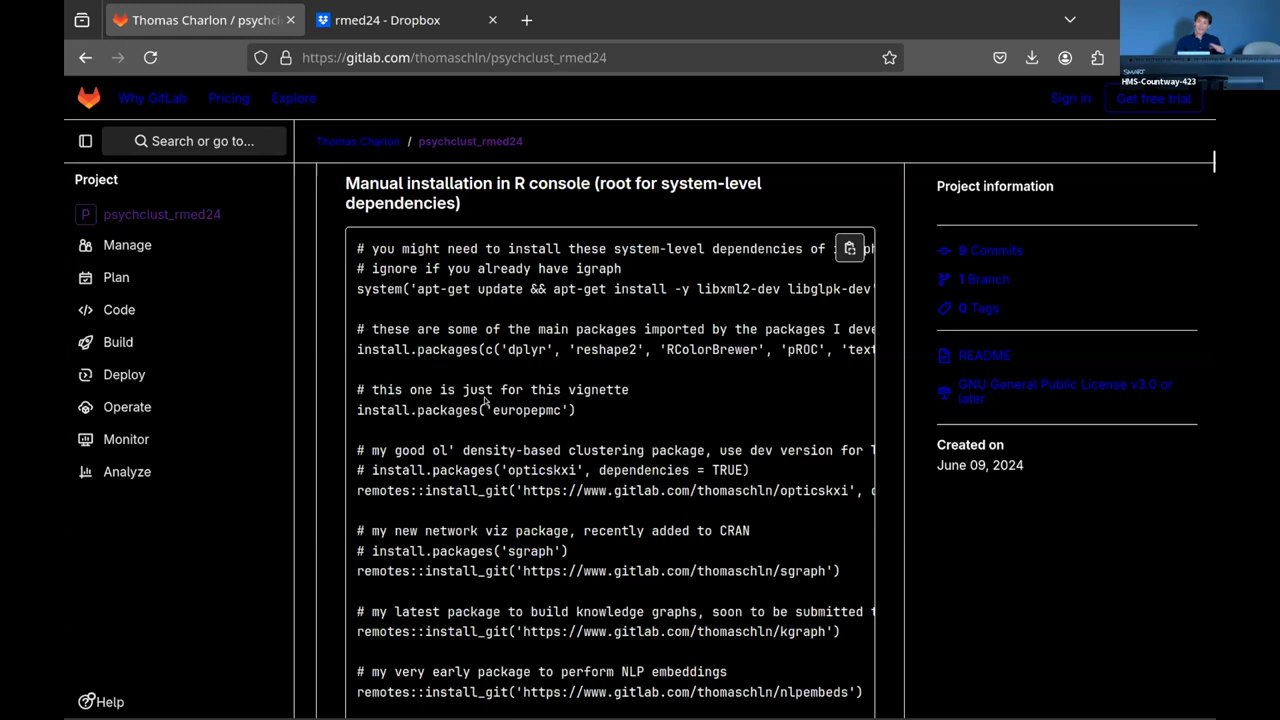 Thomas Charlon / psychcl
rmed24 - Dropbox
https://gitlab.com/thomaschln/psychclust_rmed24
SMART
HMS-Countway-423
Why GitLab
Pricing
Explore
Sign in
Get free trial
Search or go to...
Thomas Charlon / psychclust_rmed24
Project
P psychclust_rmed24
Manage
Plan
Code
Build
Deploy
Operate
Monitor
Analyze
Help
Manual installation in R console (root for system-level
dependencies)
# you might need to install these system-level dependencies of
# ignore if you already have igraph
system('apt-get update && apt-get install -y libxml2-dev libglpk-dev'
# these are some of the main packages imported by the packages I deve
install.packages(c('dplyr', 'reshape2', 'RColorBrewer', 'pROC', 'text
# this one is just for this vignette
install.packages('europepmc')
# my good ol' density-based clustering package, use dev version for l
# install.packages('opticskxi', dependencies = TRUE)
remotes::install_git('https://www.gitlab.com/thomaschln/opticskxi', d
# my new network viz package, recently added to CRAN
# install.packages('sgraph')
remotes::install_git('https://www.gitlab.com/thomaschln/sgraph')
# my latest package to build knowledge graphs, soon to be submitted t
remotes::install_git('https://www.gitlab.com/thomaschln/kgraph')
# my very early package to perform NLP embeddings
remotes::install_git('https://www.gitlab.com/thomaschln/nlpembeds')
Project information
9 Commits
1 Branch
0 Tags
README
GNU General Public License v3.0 or
later
Created on
June 09, 2024